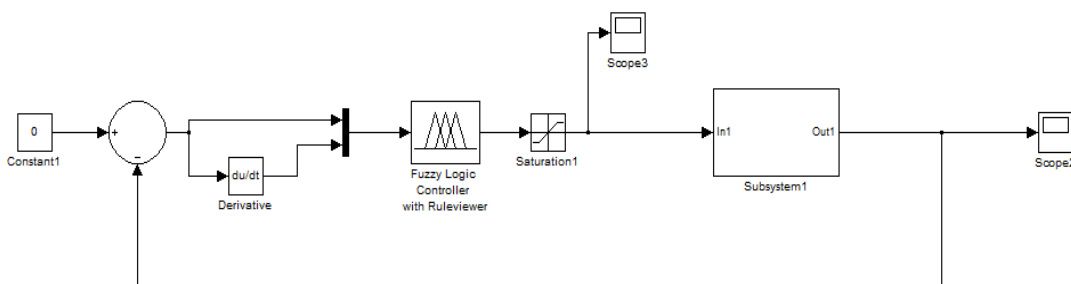 Scope3
0
+
−
Constant1
du/dt
Derivative
Fuzzy Logic
Controller
with Ruleviewer
Saturation1
In1
Out1
Subsystem1
Scope2